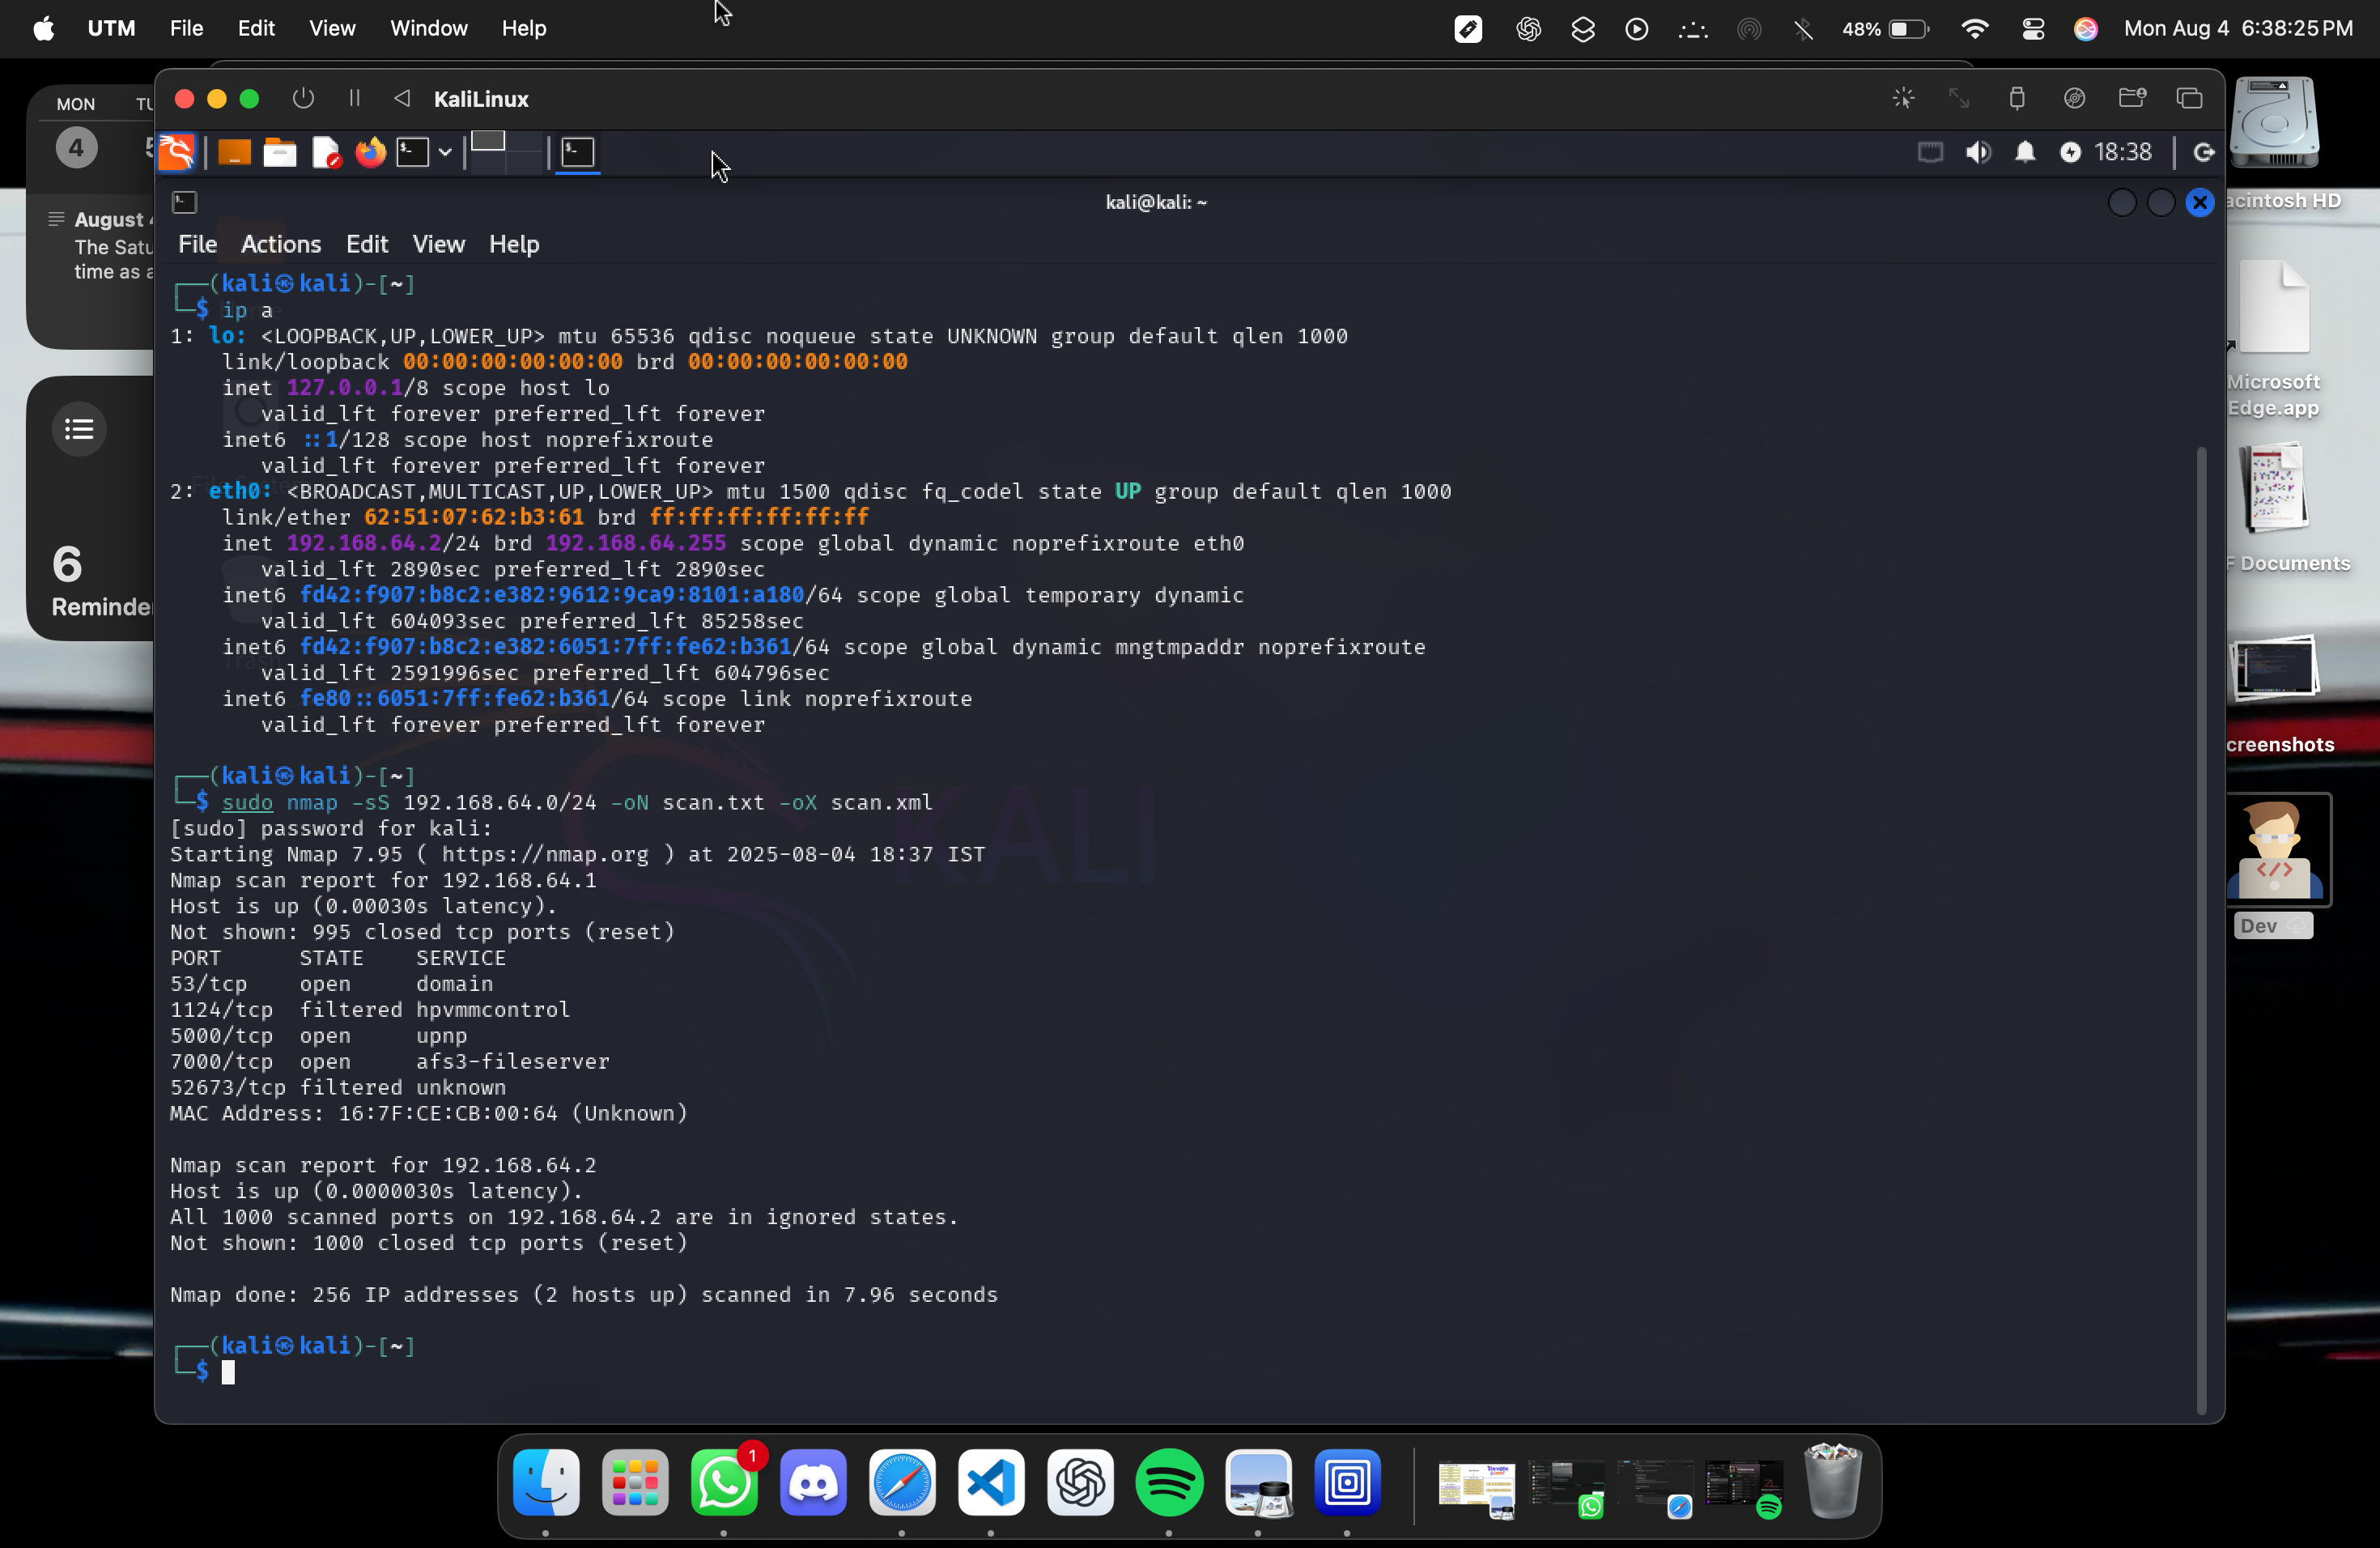 UTM File Edit View Window Help 48% Mon Aug 4 6:38:25 PM
MON
4
August
The Satu
time as a
6
Reminde
KaliLinux
18:38
kali@kali: ~
File Actions Edit View Help
┌──(kali㉿kali)-[~]
└─$ ip a
1: lo: <LOOPBACK,UP,LOWER_UP> mtu 65536 qdisc noqueue state UNKNOWN group default qlen 1000
    link/loopback 00:00:00:00:00:00 brd 00:00:00:00:00:00
    inet 127.0.0.1/8 scope host lo
       valid_lft forever preferred_lft forever
    inet6 ::1/128 scope host noprefixroute
       valid_lft forever preferred_lft forever
2: eth0: <BROADCAST,MULTICAST,UP,LOWER_UP> mtu 1500 qdisc fq_codel state UP group default qlen 1000
    link/ether 62:51:07:62:b3:61 brd ff:ff:ff:ff:ff:ff
    inet 192.168.64.2/24 brd 192.168.64.255 scope global dynamic noprefixroute eth0
       valid_lft 2890sec preferred_lft 2890sec
    inet6 fd42:f907:b8c2:e382:9612:9ca9:8101:a180/64 scope global temporary dynamic
       valid_lft 604093sec preferred_lft 85258sec
    inet6 fd42:f907:b8c2:e382:6051:7ff:fe62:b361/64 scope global dynamic mngtmpaddr noprefixroute
       valid_lft 2591996sec preferred_lft 604796sec
    inet6 fe80::6051:7ff:fe62:b361/64 scope link noprefixroute
       valid_lft forever preferred_lft forever
┌──(kali㉿kali)-[~]
└─$ sudo nmap -sS 192.168.64.0/24 -oN scan.txt -oX scan.xml
[sudo] password for kali:
Starting Nmap 7.95 ( https://nmap.org ) at 2025-08-04 18:37 IST
Nmap scan report for 192.168.64.1
Host is up (0.00030s latency).
Not shown: 995 closed tcp ports (reset)
PORT      STATE    SERVICE
53/tcp    open     domain
1124/tcp  filtered hpvmmcontrol
5000/tcp  open     upnp
7000/tcp  open     afs3-fileserver
52673/tcp filtered unknown
MAC Address: 16:7F:CE:CB:00:64 (Unknown)
Nmap scan report for 192.168.64.2
Host is up (0.0000030s latency).
All 1000 scanned ports on 192.168.64.2 are in ignored states.
Not shown: 1000 closed tcp ports (reset)
Nmap done: 256 IP addresses (2 hosts up) scanned in 7.96 seconds
┌──(kali㉿kali)-[~]
└─$
KALI
acintosh HD
Microsoft
Edge.app
F Documents
creenshots
Dev
1